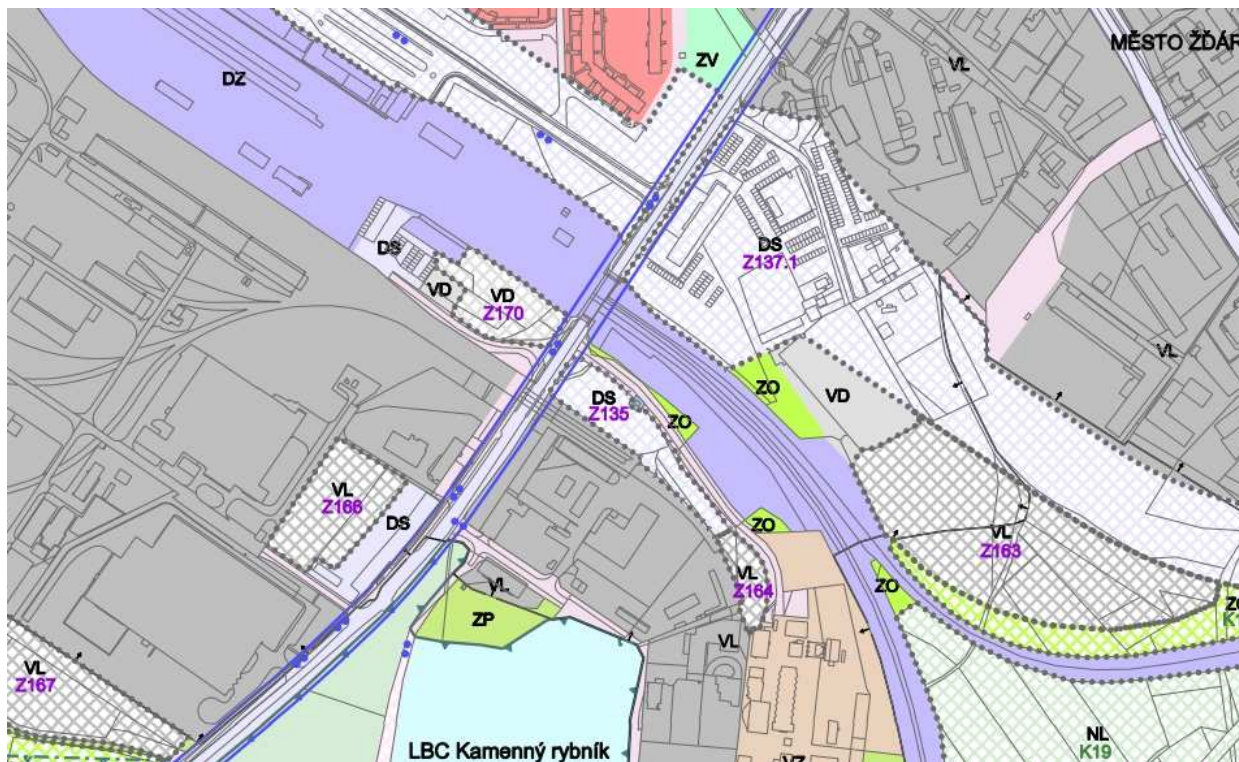 MĚSTO ŽĎÁR
ZV
VL
DZ
DS
DS
Z137.1
VD
VD
Z170
VL
DS
Z135
ZO
ZO
VD
VL
Z166
DS
ZO
VL
Z163
VL
Z164
ZO
VL
ZP
VL
VL
Z167
NL
K19
LBC Kamenný rybník